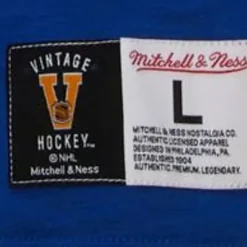 VINTAGE
V
HOCKEY™
© NHL
Mitchell & Ness
Mitchell & Ness
L
MITCHELL & NESS NOSTALGIA CO.
AUTHENTIC LICENSED APPAREL
DESIGNED IN PHILADELPHIA, PA.
ESTABLISHED 1904
AUTHENTIC. PREMIUM. LEGENDARY.